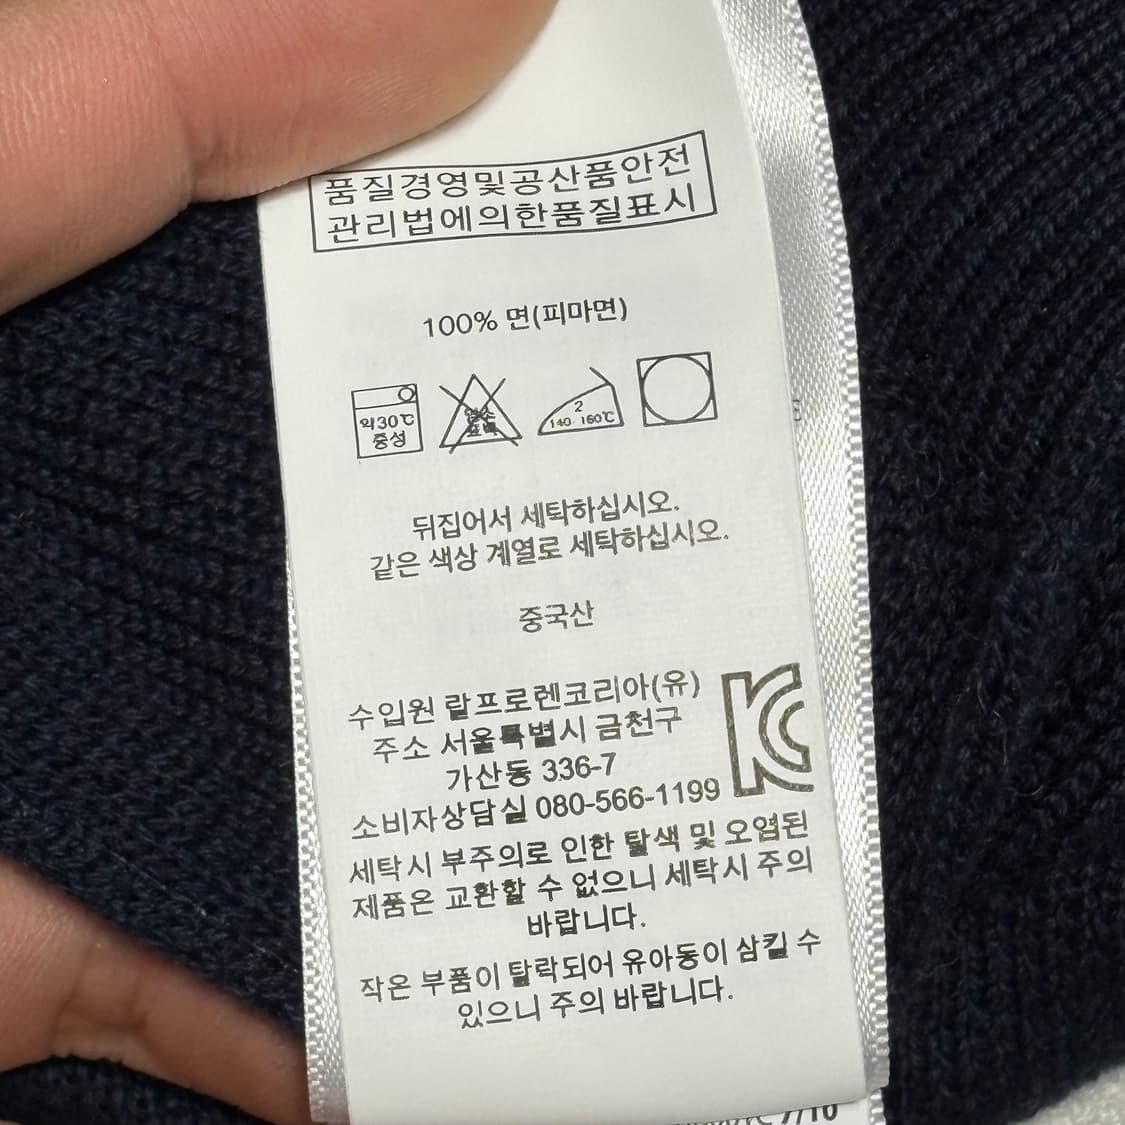 품질경영및공산품안전
관리법에의한품질표시
100% 면(피마면)
약30℃
중성
염소
표백
2
140 160℃
뒤집어서 세탁하십시오.
같은 색상 계열로 세탁하십시오.
중국산
수입원 랄프로렌코리아(유)
주소 서울특별시 금천구
가산동 336-7
소비자상담실 080-566-1199
KC
세탁시 부주의로 인한 탈색 및 오염된
제품은 교환할 수 없으니 세탁시 주의
바랍니다.
작은 부품이 탈락되어 유아동이 삼킬 수
있으니 주의 바랍니다.
7/10